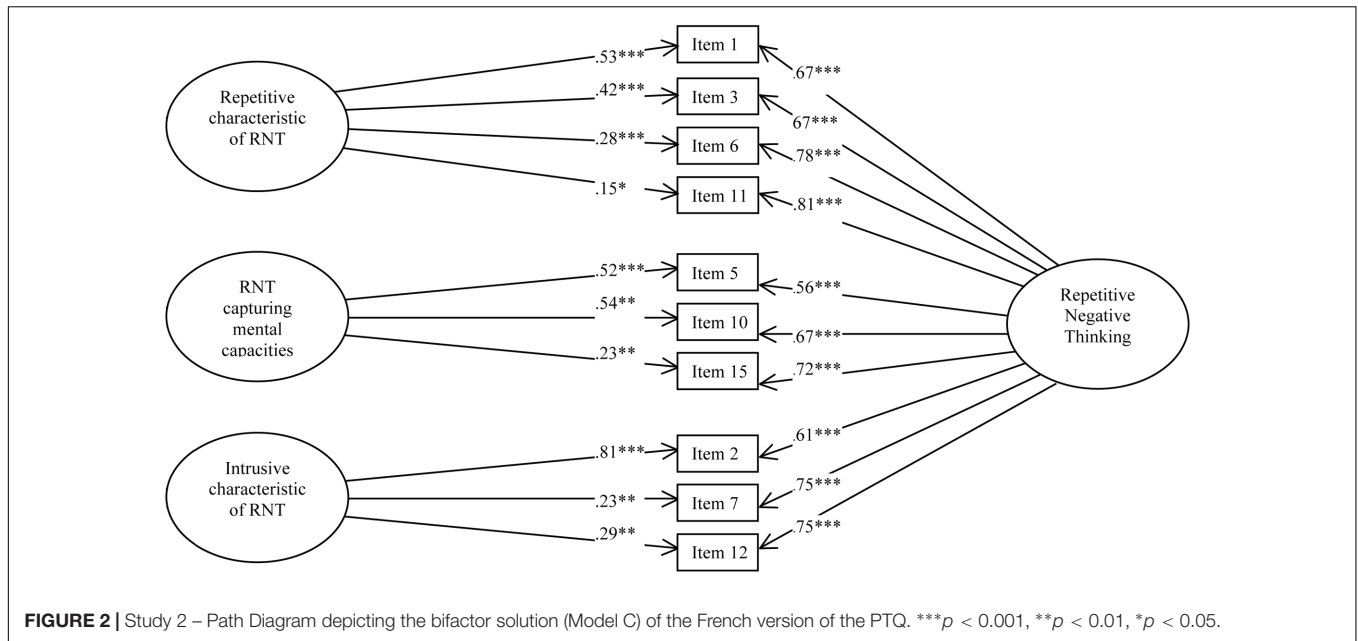 Repetitive
characteristic
of RNT
.53***
.42***
.28***
.15*
Item 1
Item 3
Item 6
Item 11
.67***
67***
.78***
.81***
RNT
capturing
mental
capacities
.52***
.54**
.23**
Item 5
Item 10
Item 15
.56***
.67***
.72***
Intrusive
characteristic
of RNT
.81***
.23**
.29**
Item 2
Item 7
Item 12
.61***
.75***
.75***
Repetitive
Negative
Thinking
FIGURE 2 | Study 2 – Path Diagram depicting the bifactor solution (Model C) of the French version of the PTQ. ***p < 0.001, **p < 0.01, *p < 0.05.